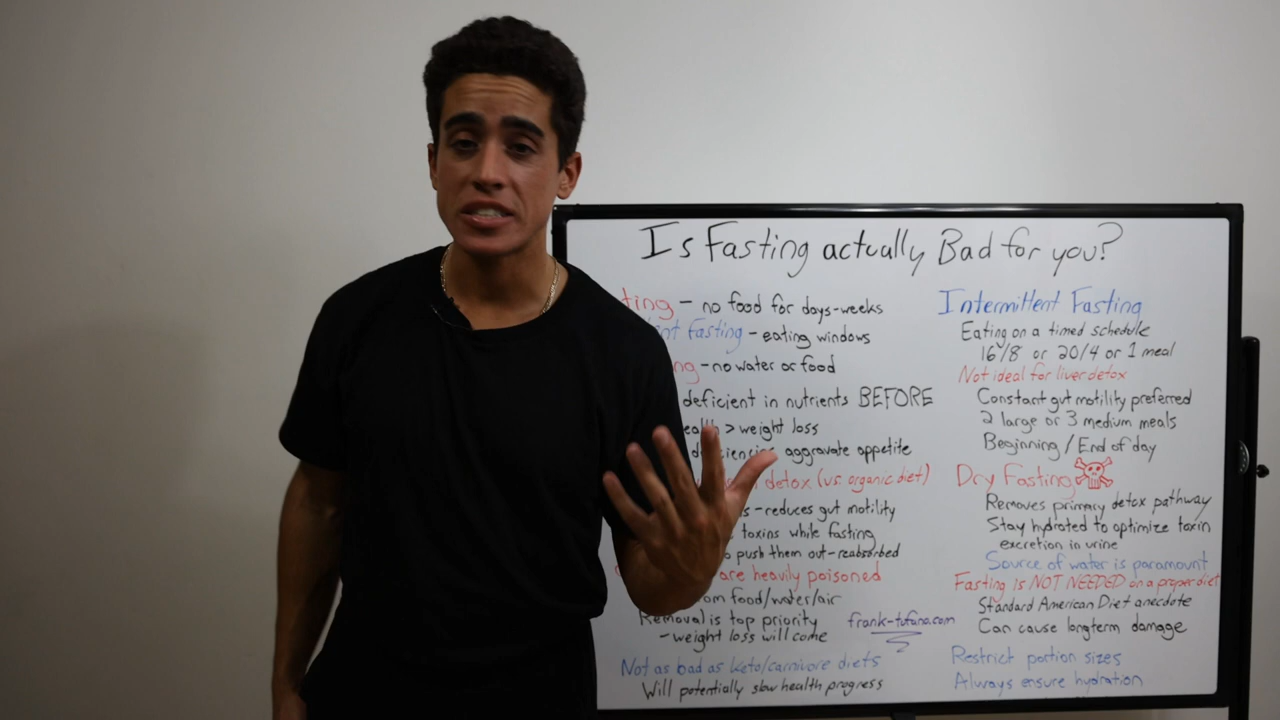 Is Fasting actually Bad for you?
ting - no food for days-weeks
nt fasting - eating windows
ng - no water or food
deficient in nutrients BEFORE
ealth > weight loss
deficiencies aggravate appetite
detox (vs organic diet)
s - reduces gut motility
toxins while fasting
o push them out - reabsorbed
are heavily poisoned
om food/water/air
Removal is top priority
- weight loss will come
frank-tufano.com
Not as bad as keto/carnivore diets
Will potentially slow health progress
Intermittent Fasting
Eating on a timed schedule
16/8 or 20/4 or 1 meal
Not ideal for liver detox
Constant gut motility preferred
2 large or 3 medium meals
Beginning / End of day
Dry Fasting
Removes primary detox pathway
Stay hydrated to optimize toxin
excretion in urine
Source of water is paramount
Fasting is NOT NEEDED on a proper diet
Standard American Diet anecdote
Can cause longterm damage
Restrict portion sizes
Always ensure hydration